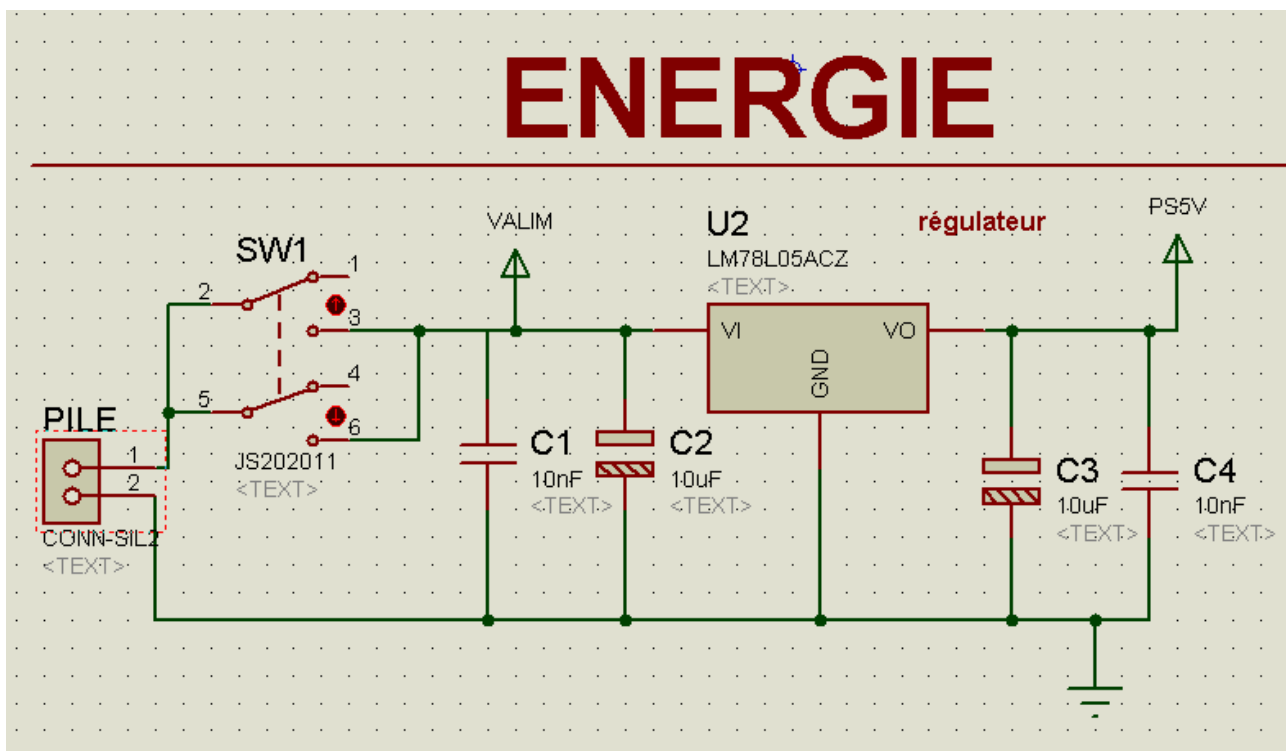 ENERGIE
VALIM
U2
régulateur
PS5V
LM78L05ACZ
<TEXT>
SW1
1
2
3
VI
VO
GND
4
5
6
JS202011
<TEXT>
PILE
1
2
CONN-SIL2
<TEXT>
C1
10nF
<TEXT>
C2
10uF
<TEXT>
C3
10uF
<TEXT>
C4
10nF
<TEXT>